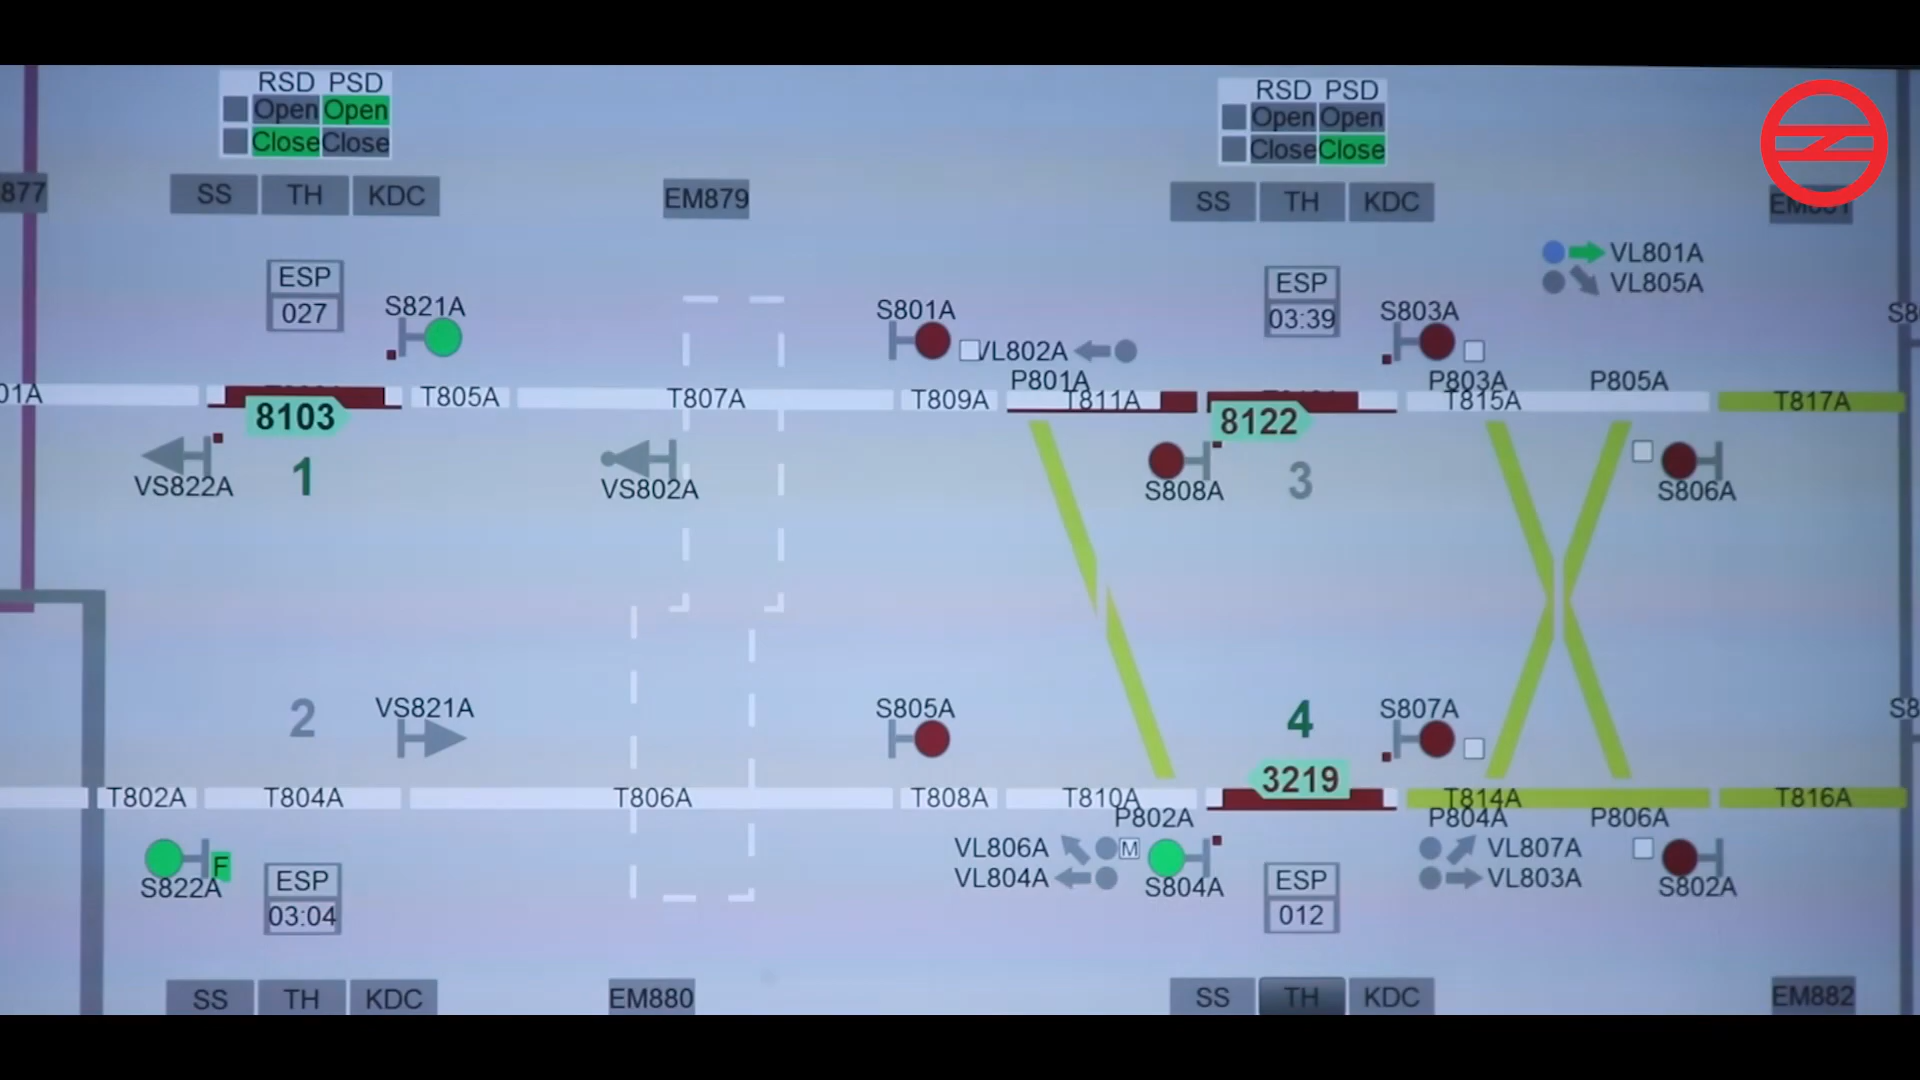 RSD PSD
Open Open
Close Close
RSD PSD
Open Open
Close Close
877
SS TH KDC
EM879
SS TH KDC
VL801A
VL805A
ESP
027
S821A
S801A
VL802A
ESP
03:39
S803A
S8
01A
T805A
T807A
T809A
P801A
T811A
P803A
T815A
P805A
T817A
8103
8122
VS822A
1
VS802A
S808A
3
S806A
2
VS821A
S805A
4
S807A
S8
3219
T802A
T804A
T806A
T808A
T810A
P802A
T814A
P804A
P806A
T816A
S822A
F
ESP
03:04
VL806A
M
VL804A
S804A
ESP
012
VL807A
VL803A
S802A
SS TH KDC
EM880
SS TH KDC
EM882